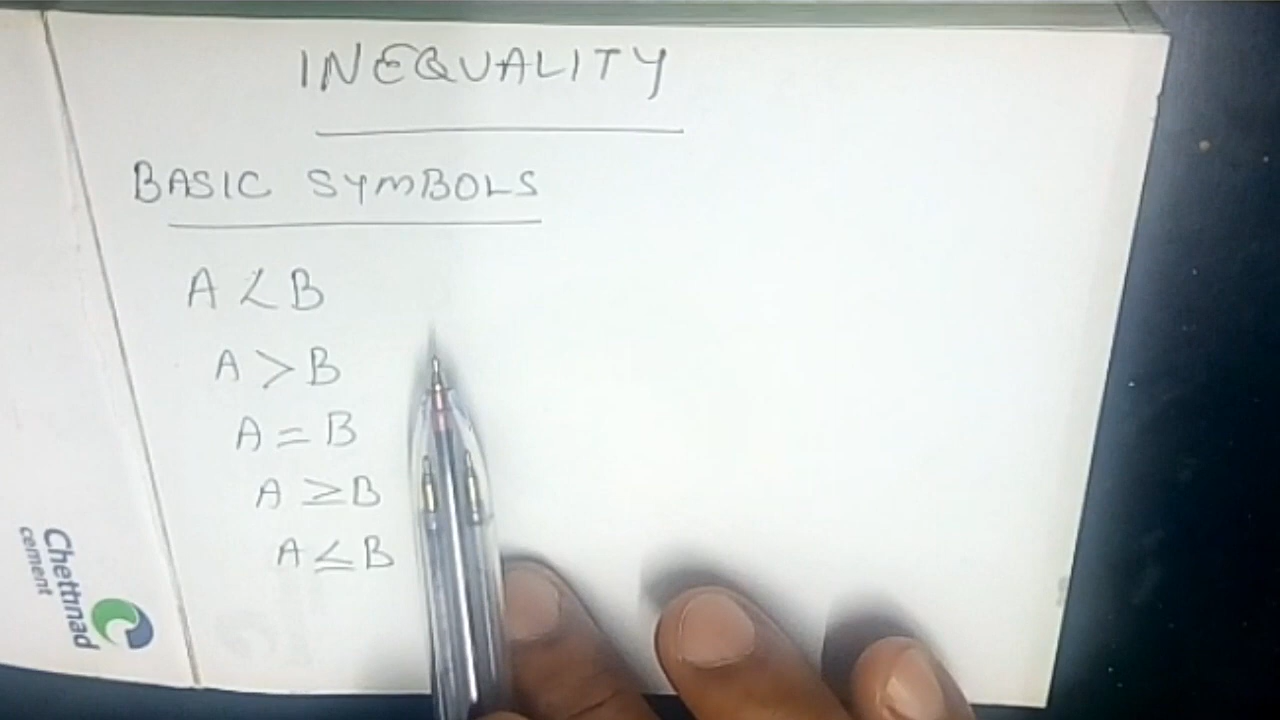 INEQUALITY
BASIC SYMBOLS
A < B
A > B
A = B
A ≥ B
A ≤ B
Chettinad
cement